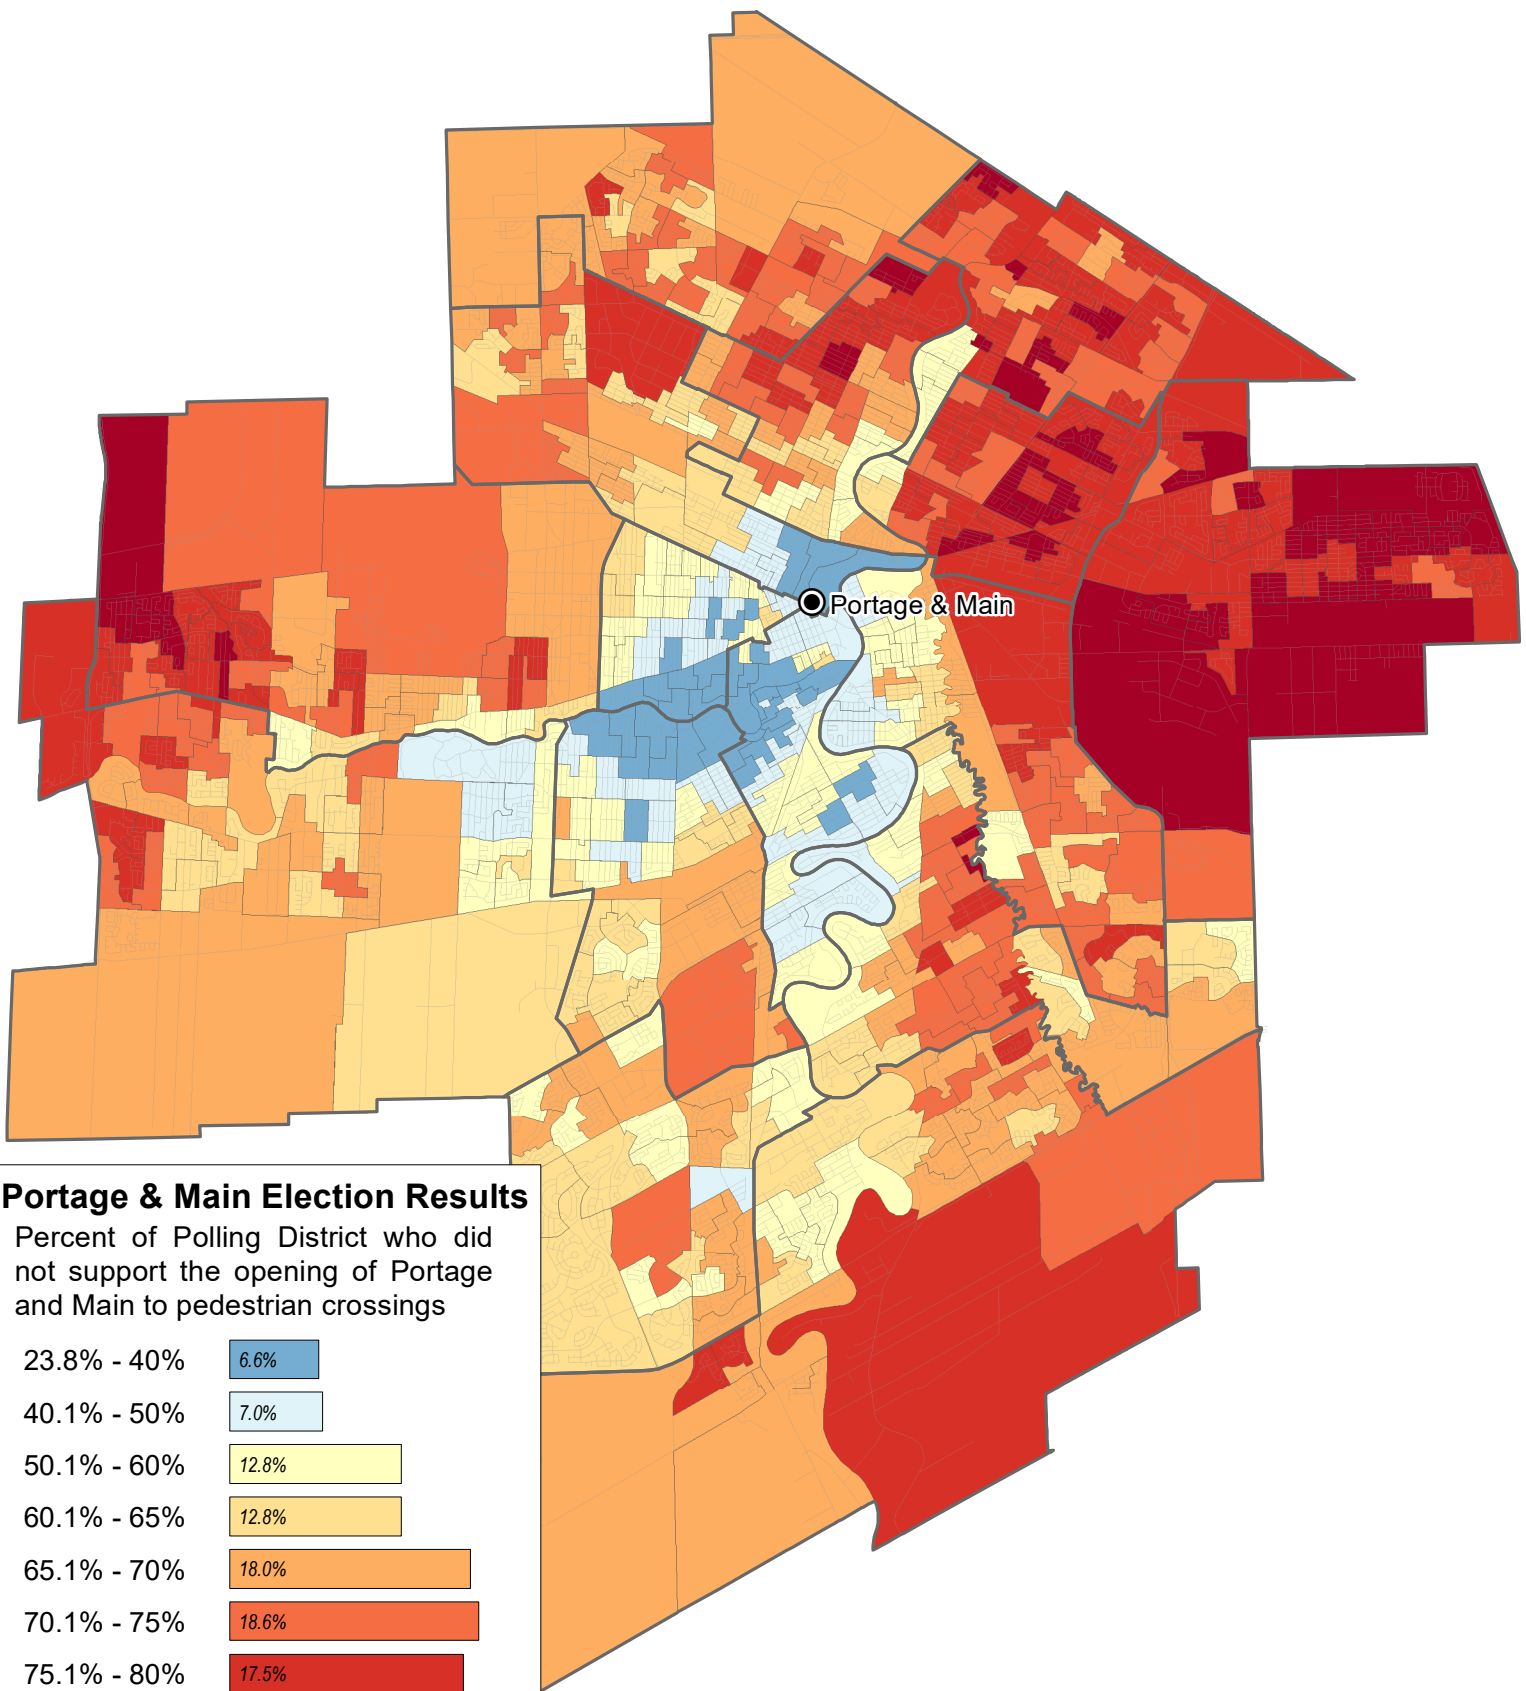 Portage & Main
Portage & Main Election Results
Percent of Polling District who did
not support the opening of Portage
and Main to pedestrian crossings
23.8% - 40% 6.6%
40.1% - 50% 7.0%
50.1% - 60% 12.8%
60.1% - 65% 12.8%
65.1% - 70% 18.0%
70.1% - 75% 18.6%
75.1% - 80% 17.5%